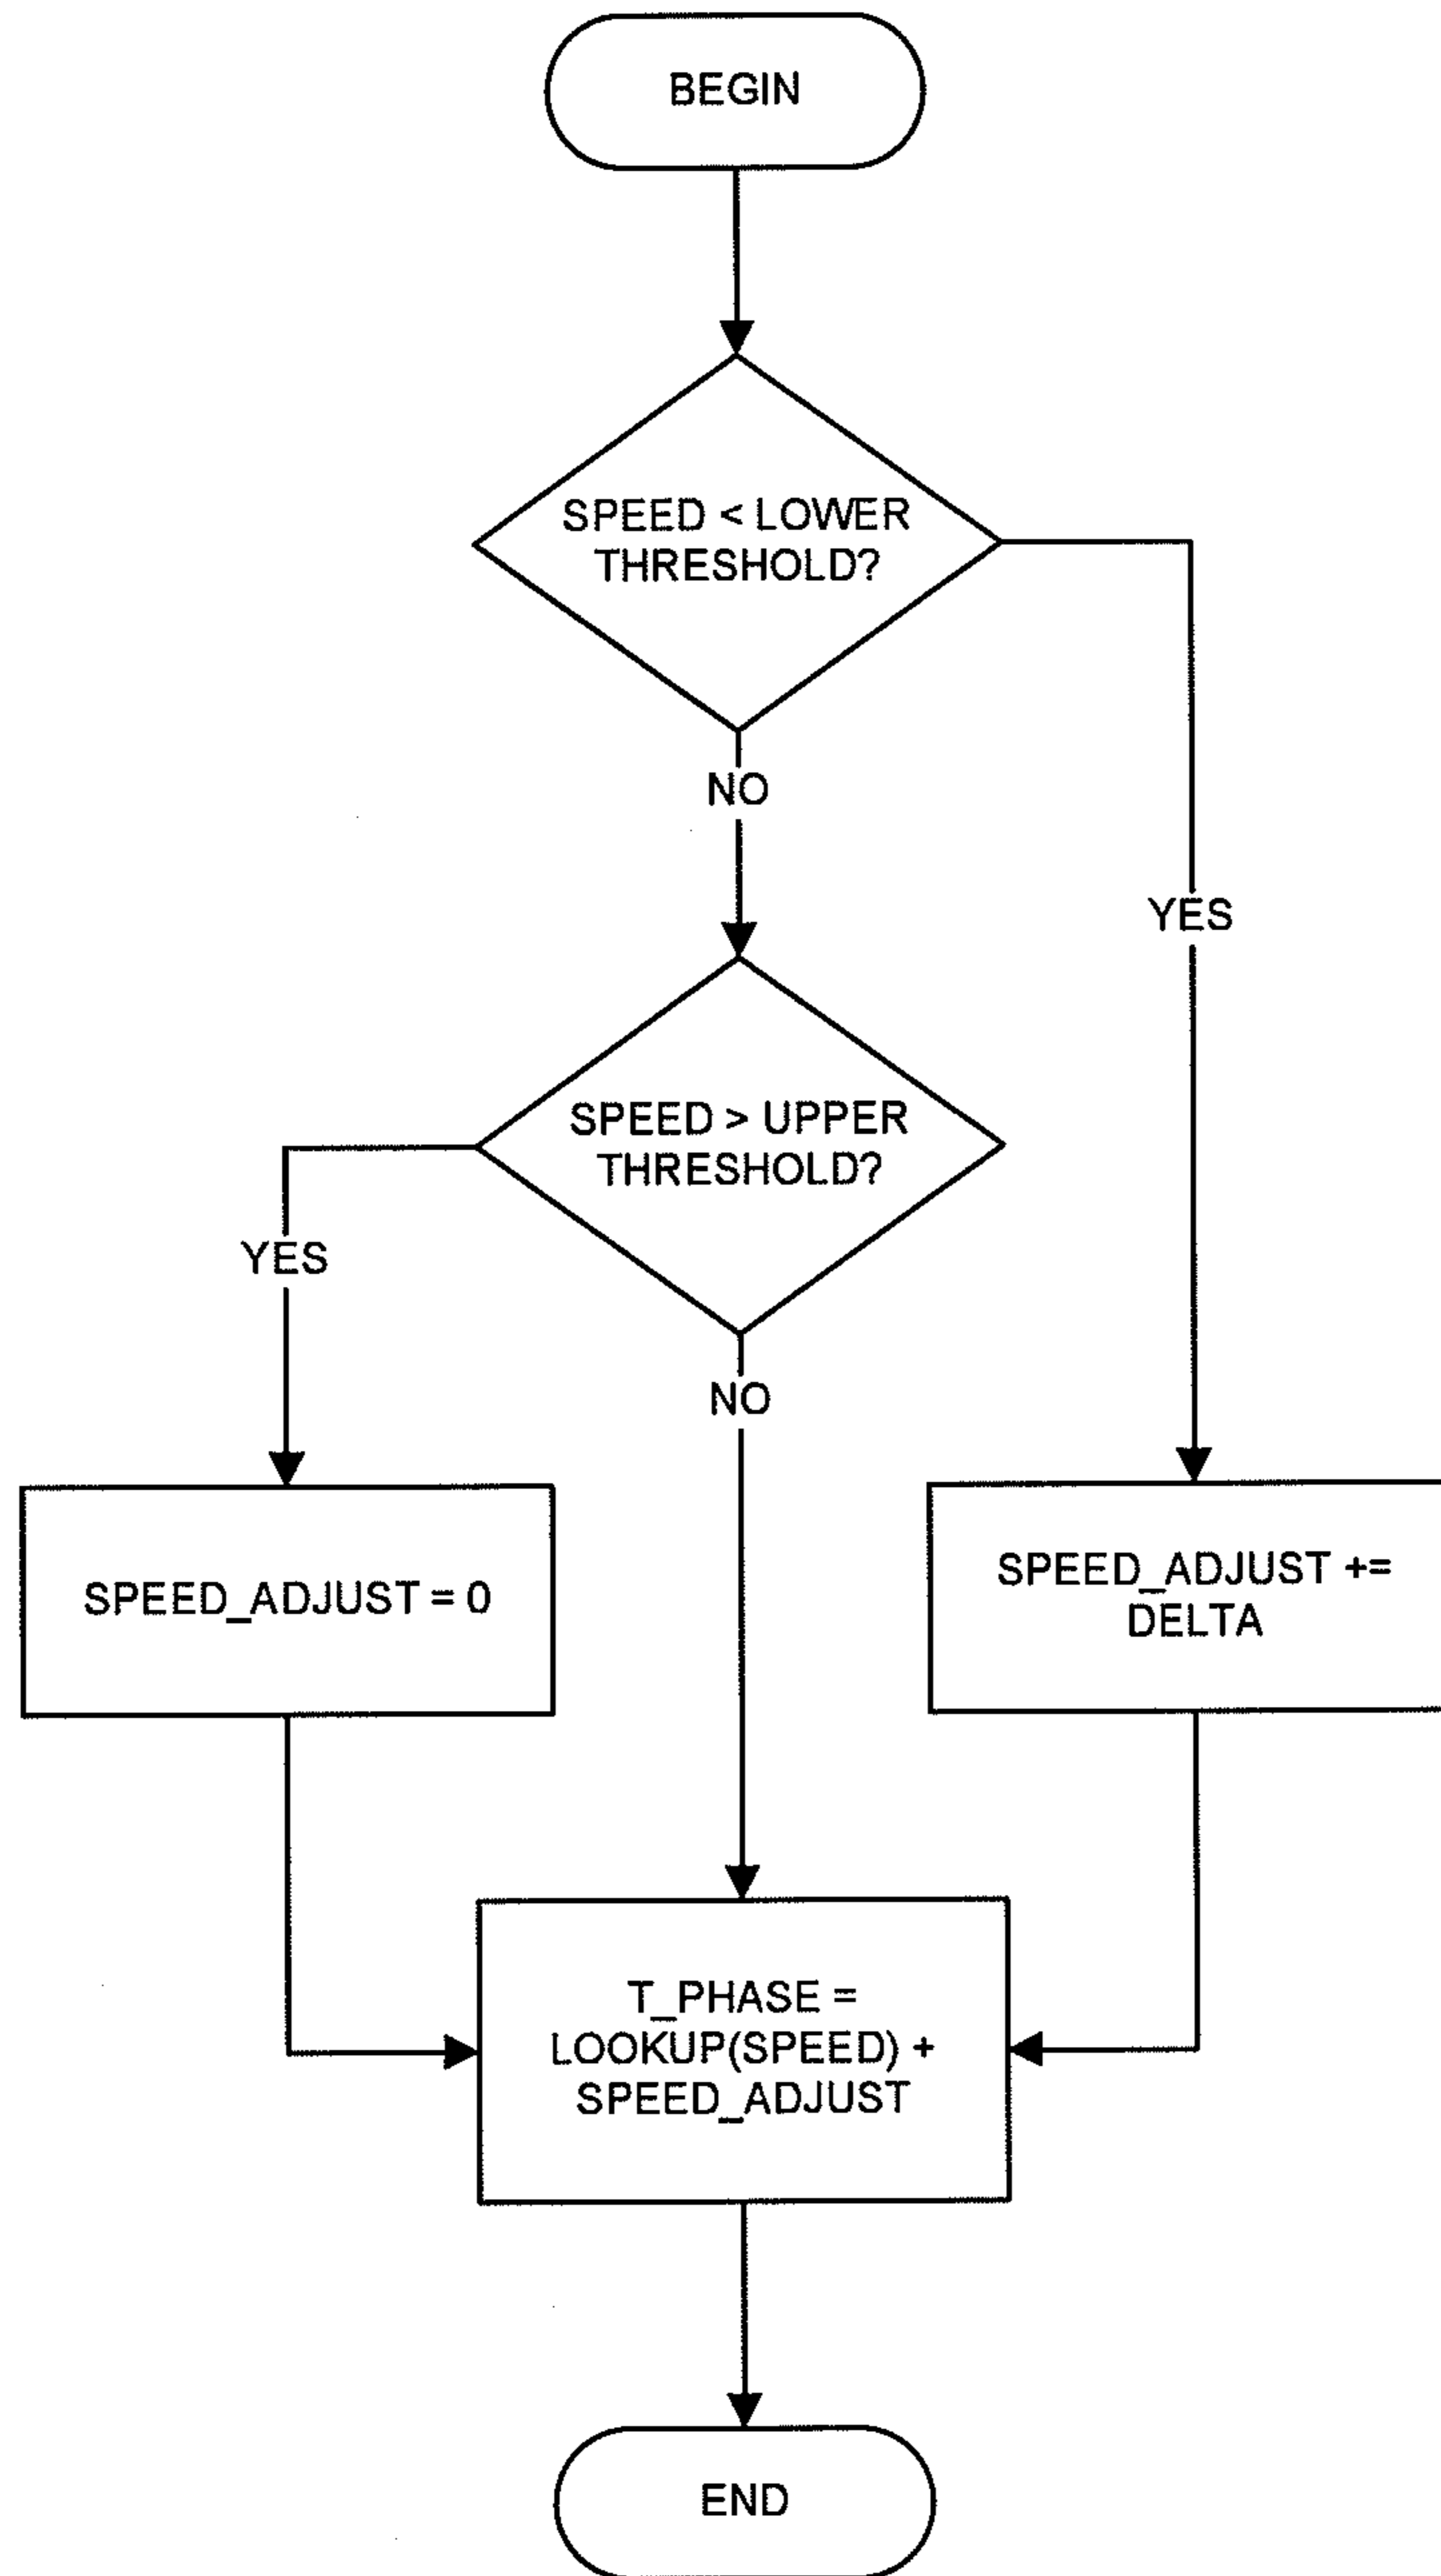 BEGIN
SPEED < LOWER
THRESHOLD?
NO
YES
SPEED > UPPER
THRESHOLD?
YES
NO
SPEED_ADJUST = 0
SPEED_ADJUST +=
DELTA
T_PHASE =
LOOKUP(SPEED) +
SPEED_ADJUST
END